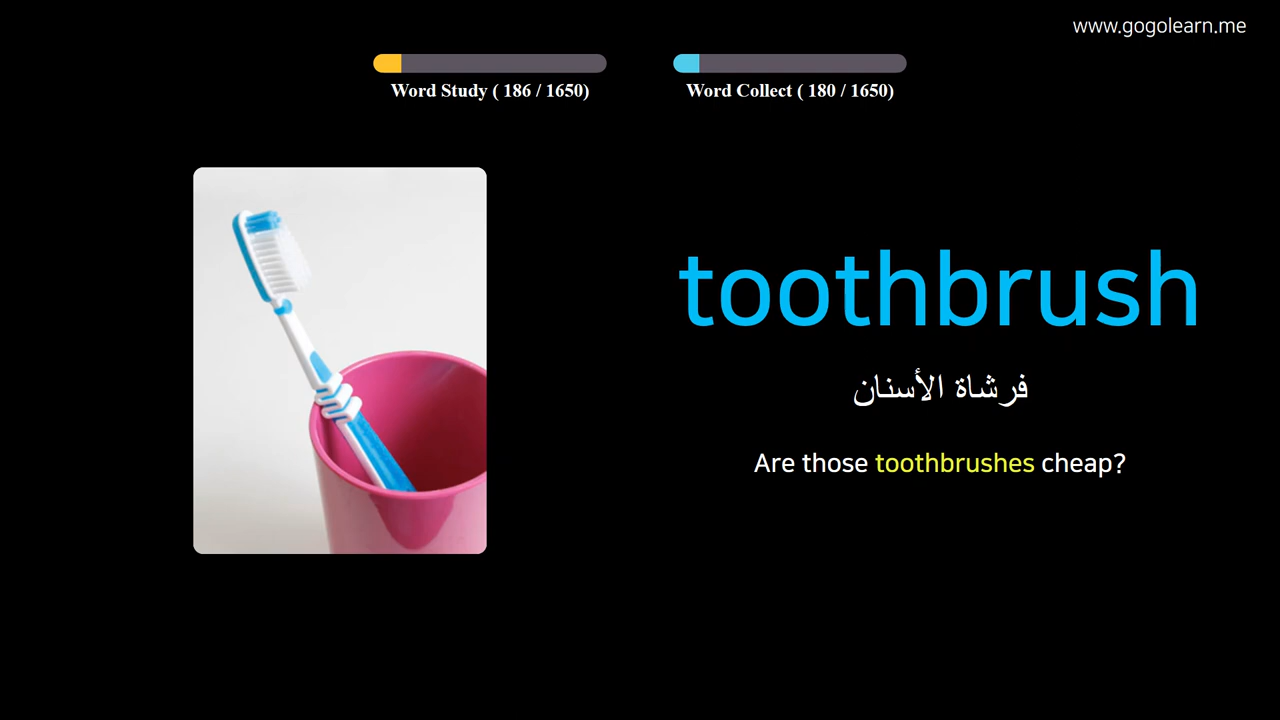 www.gogolearn.me
Word Study ( 186 / 1650)
Word Collect ( 180 / 1650)
toothbrush
فرشاة الأسنان
Are those toothbrushes cheap?